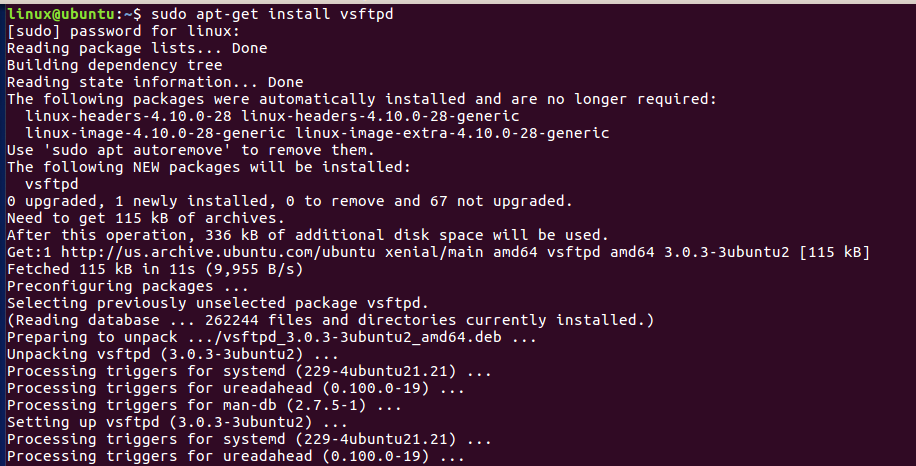 linux@ubuntu:~$ sudo apt-get install vsftpd
[sudo] password for linux:
Reading package lists... Done
Building dependency tree
Reading state information... Done
The following packages were automatically installed and are no longer required:
  linux-headers-4.10.0-28 linux-headers-4.10.0-28-generic
  linux-image-4.10.0-28-generic linux-image-extra-4.10.0-28-generic
Use 'sudo apt autoremove' to remove them.
The following NEW packages will be installed:
  vsftpd
0 upgraded, 1 newly installed, 0 to remove and 67 not upgraded.
Need to get 115 kB of archives.
After this operation, 336 kB of additional disk space will be used.
Get:1 http://us.archive.ubuntu.com/ubuntu xenial/main amd64 vsftpd amd64 3.0.3-3ubuntu2 [115 kB]
Fetched 115 kB in 11s (9,955 B/s)
Preconfiguring packages ...
Selecting previously unselected package vsftpd.
(Reading database ... 262244 files and directories currently installed.)
Preparing to unpack .../vsftpd_3.0.3-3ubuntu2_amd64.deb ...
Unpacking vsftpd (3.0.3-3ubuntu2) ...
Processing triggers for systemd (229-4ubuntu21.21) ...
Processing triggers for ureadahead (0.100.0-19) ...
Processing triggers for man-db (2.7.5-1) ...
Setting up vsftpd (3.0.3-3ubuntu2) ...
Processing triggers for systemd (229-4ubuntu21.21) ...
Processing triggers for ureadahead (0.100.0-19) ...